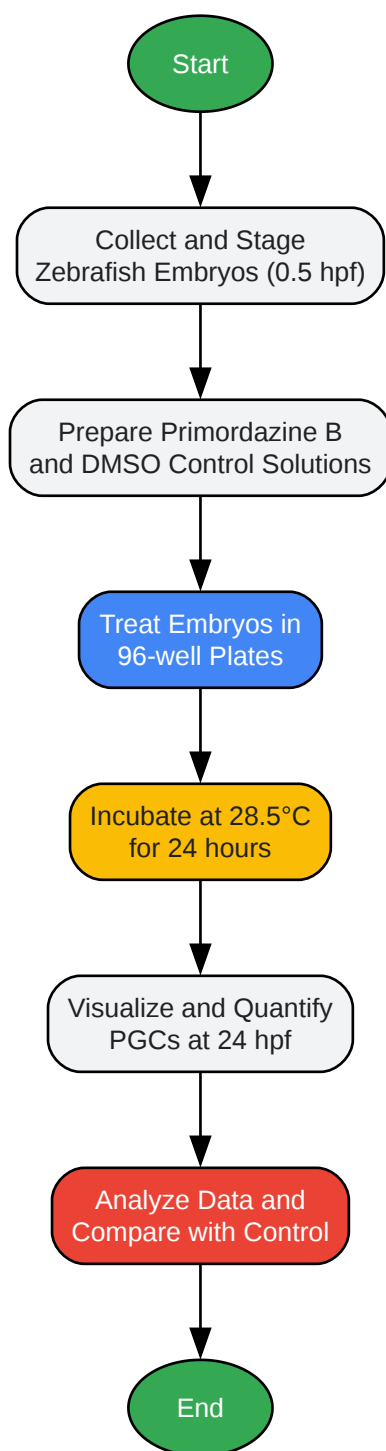 Start
Collect and Stage
Zebrafish Embryos (0.5 hpf)
Prepare Primordazine B
and DMSO Control Solutions
Treat Embryos in
96-well Plates
Incubate at 28.5°C
for 24 hours
Visualize and Quantify
PGCs at 24 hpf
Analyze Data and
Compare with Control
End